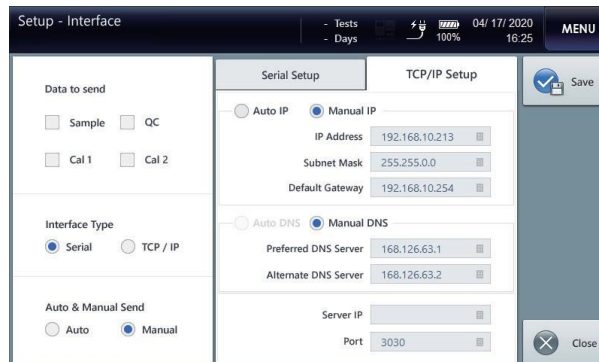 Setup - Interface
- Tests
- Days
100%
04/ 17/ 2020
16:25
MENU
Data to send
Sample QC
Cal 1 Cal 2
Interface Type
Serial TCP / IP
Auto & Manual Send
Auto Manual
Serial Setup TCP/IP Setup
Auto IP Manual IP
IP Address 192.168.10.213
Subnet Mask 255.255.0.0
Default Gateway 192.168.10.254
Auto DNS Manual DNS
Preferred DNS Server 168.126.63.1
Alternate DNS Server 168.126.63.2
Server IP
Port 3030
Save
Close